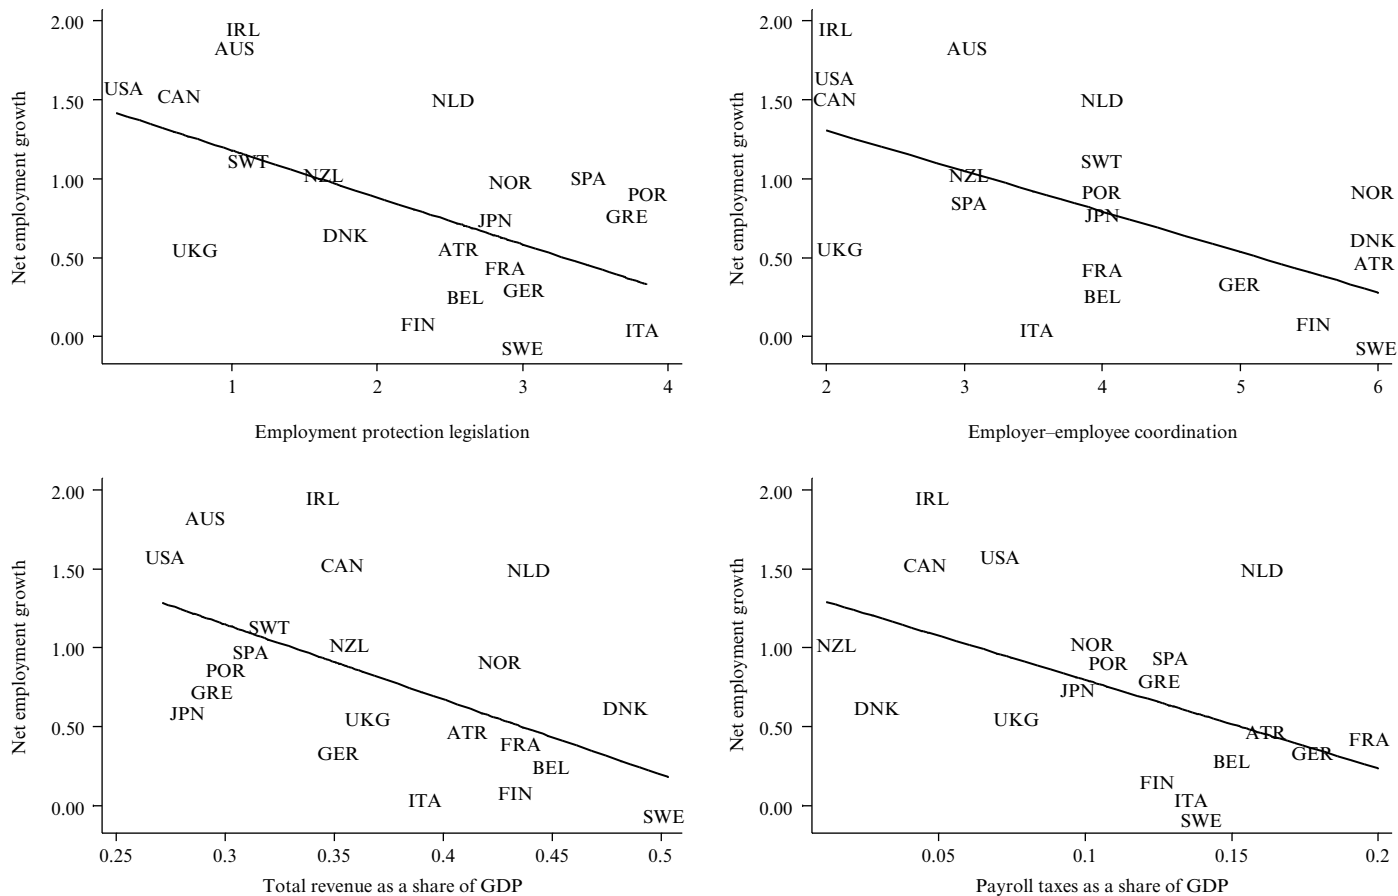 2.00
1.50
1.00
0.50
0.00
Net employment growth
IRL
AUS
USA
CAN
NLD
SWT
NZL
NOR
SPA
POR
GRE
JPN
DNK
UKG
ATR
FRA
GER
BEL
FIN
ITA
SWE
1 2 3 4
Employment protection legislation
2.00
1.50
1.00
0.50
0.00
Net employment growth
IRL
AUS
USA
CAN
NLD
SWT
NZL
POR
NOR
SPA
JPN
UKG
DNK
ATR
FRA
GER
BEL
FIN
ITA
SWE
2 3 4 5 6
Employer–employee coordination
2.00
1.50
1.00
0.50
0.00
Net employment growth
IRL
AUS
USA
CAN
NLD
SWT
NZL
SPA
NOR
POR
GRE
JPN
DNK
UKG
ATR
FRA
GER
BEL
FIN
ITA
SWE
0.25 0.3 0.35 0.4 0.45 0.5
Total revenue as a share of GDP
2.00
1.50
1.00
0.50
0.00
Net employment growth
IRL
USA
CAN
NLD
NZL
NOR
SPA
POR
GRE
JPN
DNK
UKG
ATR
FRA
GER
BEL
FIN
ITA
SWE
0.05 0.1 0.15 0.2
Payroll taxes as a share of GDP